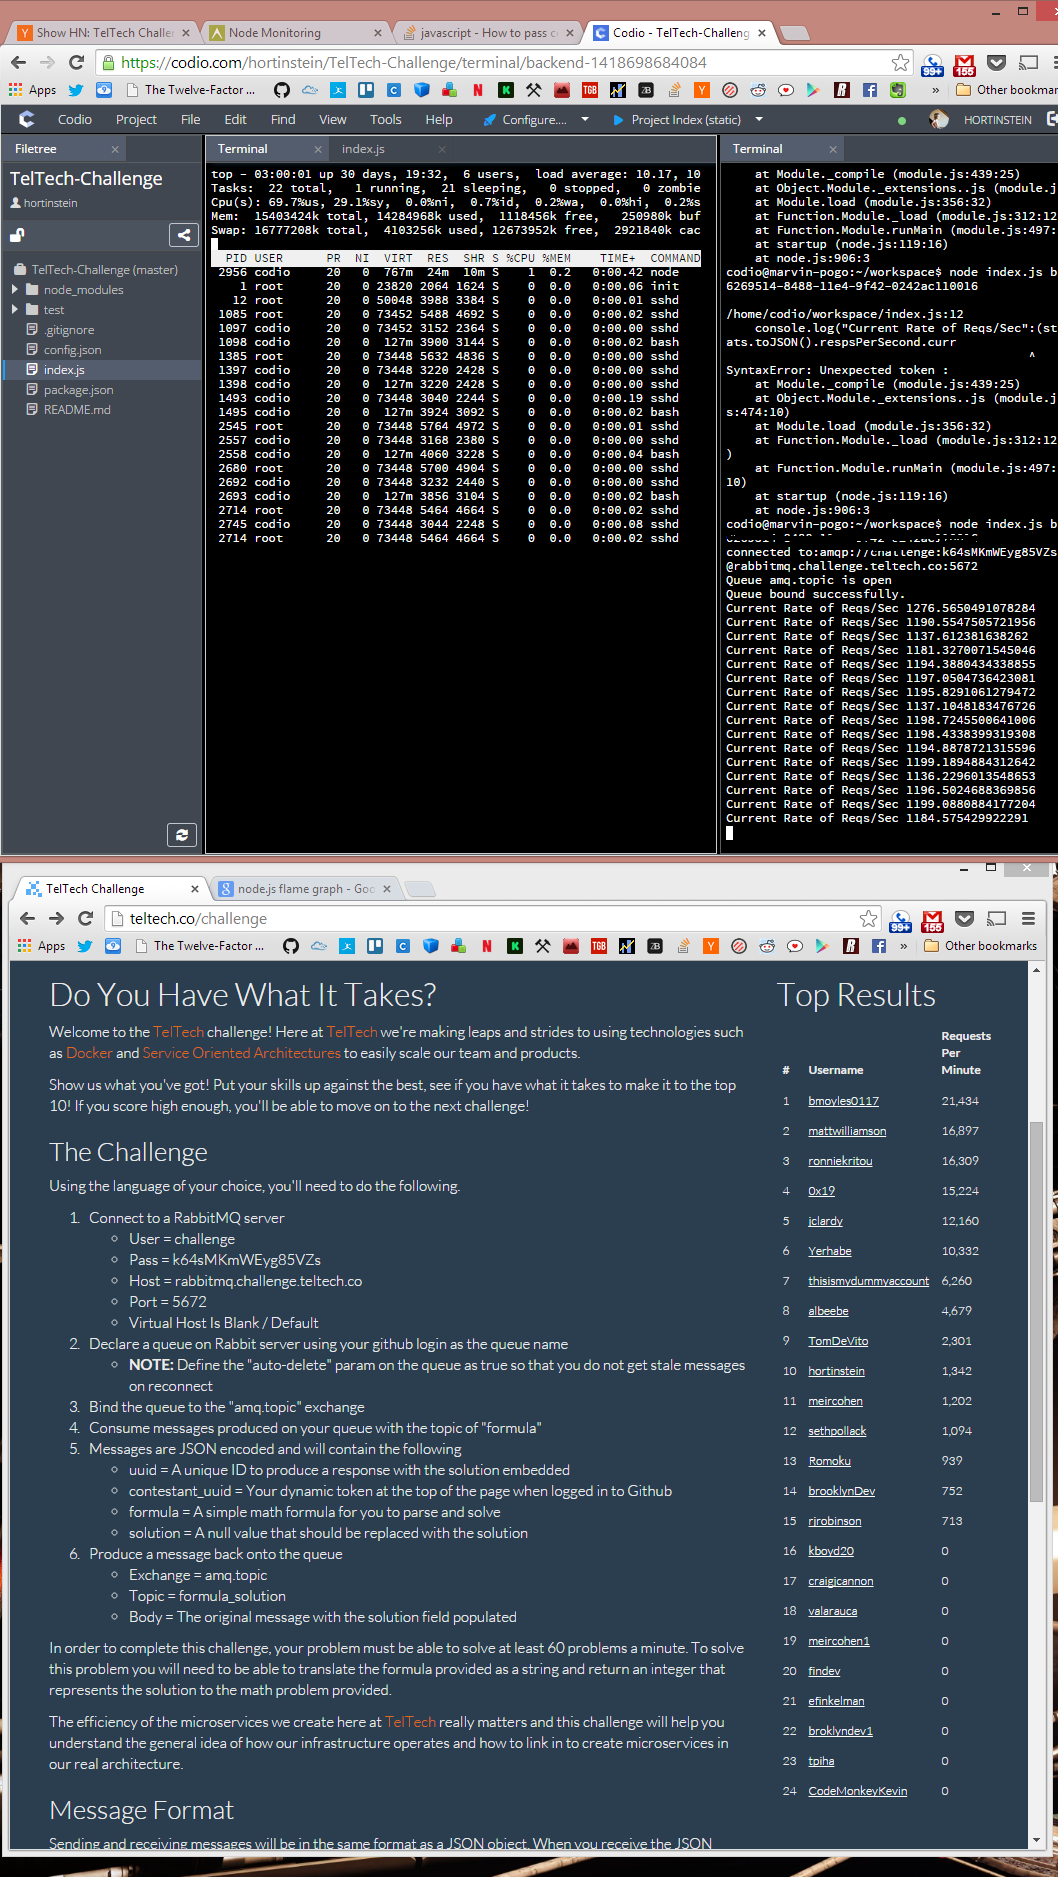 Show HN: TelTech Challe
Node Monitoring
javascript - How to pass c
Codio - TelTech-Challeng
https://codio.com/hortinstein/TelTech-Challenge/terminal/backend-1418698684084
99+
155
Apps
The Twelve-Factor ...
»
Other bookmar
Codio
Project
File
Edit
Find
View
Tools
Help
Configure....
Project Index (static)
HORTINSTEIN
Filetree
TelTech-Challenge
hortinstein
TelTech-Challenge (master)
node_modules
test
.gitignore
config.json
index.js
package.json
README.md
Terminal
index.js
top - 03:00:01 up 30 days, 19:32,  6 users,  load average: 10.17, 10
Tasks:  22 total,   1 running,  21 sleeping,   0 stopped,   0 zombie
Cpu(s): 69.7%us, 29.1%sy,  0.0%ni,  0.7%id,  0.2%wa,  0.0%hi,  0.2%s
Mem:  15403424k total, 14284968k used,  1118456k free,   250980k buf
Swap: 16777208k total,  4103256k used, 12673952k free,  2921840k cac
PID USER      PR  NI  VIRT  RES  SHR S %CPU %MEM    TIME+  COMMAND
2956 codio     20   0  767m  24m  10m S    1  0.2   0:00.42 node
1 root      20   0 23820 2064 1624 S    0  0.0   0:00.06 init
12 root      20   0 50048 3988 3384 S    0  0.0   0:00.01 sshd
1085 root      20   0 73452 5488 4692 S    0  0.0   0:00.02 sshd
1097 codio     20   0 73452 3152 2364 S    0  0.0   0:00.00 sshd
1098 codio     20   0  127m 3900 3144 S    0  0.0   0:00.02 bash
1385 root      20   0 73448 5632 4836 S    0  0.0   0:00.00 sshd
1397 codio     20   0 73448 3220 2428 S    0  0.0   0:00.00 sshd
1398 codio     20   0  127m 3220 2428 S    0  0.0   0:00.00 sshd
1493 codio     20   0 73448 3040 2244 S    0  0.0   0:00.19 sshd
1495 codio     20   0  127m 3924 3092 S    0  0.0   0:00.02 bash
2545 root      20   0 73448 5764 4972 S    0  0.0   0:00.01 sshd
2557 codio     20   0 73448 3168 2380 S    0  0.0   0:00.00 sshd
2558 codio     20   0  127m 4060 3228 S    0  0.0   0:00.04 bash
2680 root      20   0 73448 5700 4904 S    0  0.0   0:00.00 sshd
2692 codio     20   0 73448 3232 2440 S    0  0.0   0:00.00 sshd
2693 codio     20   0  127m 3856 3104 S    0  0.0   0:00.02 bash
2714 root      20   0 73448 5464 4664 S    0  0.0   0:00.02 sshd
2745 codio     20   0 73448 3044 2248 S    0  0.0   0:00.08 sshd
2714 root      20   0 73448 5464 4664 S    0  0.0   0:00.02 sshd
Terminal
at Module._compile (module.js:439:25)
at Object.Module._extensions..js (module.j
at Module.load (module.js:356:32)
at Function.Module._load (module.js:312:12
at Function.Module.runMain (module.js:497:
at startup (node.js:119:16)
at node.js:906:3
codio@marvin-pogo:~/workspace$ node index.js b
6269514-8488-11e4-9f42-0242ac110016
/home/codio/workspace/index.js:12
console.log("Current Rate of Reqs/Sec":(st
ats.toJSON().respsPerSecond.curr
^
SyntaxError: Unexpected token :
at Module._compile (module.js:439:25)
at Object.Module._extensions..js (module.j
s:474:10)
at Module.load (module.js:356:32)
at Function.Module._load (module.js:312:12
)
at Function.Module.runMain (module.js:497:
10)
at startup (node.js:119:16)
at node.js:906:3
codio@marvin-pogo:~/workspace$ node index.js b
connected to:amqp://challenge:k64sMKmWEyg85VZs
@rabbitmq.challenge.teltech.co:5672
Queue amq.topic is open
Queue bound successfully.
Current Rate of Reqs/Sec 1276.5650491078284
Current Rate of Reqs/Sec 1190.5547505721956
Current Rate of Reqs/Sec 1137.612381638262
Current Rate of Reqs/Sec 1181.3270071545046
Current Rate of Reqs/Sec 1194.3880434338855
Current Rate of Reqs/Sec 1197.0504736423081
Current Rate of Reqs/Sec 1195.8291061279472
Current Rate of Reqs/Sec 1137.1048183476726
Current Rate of Reqs/Sec 1198.7245500641006
Current Rate of Reqs/Sec 1198.4338399319308
Current Rate of Reqs/Sec 1194.8878721315596
Current Rate of Reqs/Sec 1199.1894884312642
Current Rate of Reqs/Sec 1136.2296013548653
Current Rate of Reqs/Sec 1196.5024688369856
Current Rate of Reqs/Sec 1199.0880884177204
Current Rate of Reqs/Sec 1184.575429922291
TelTech Challenge
node.js flame graph - Goo
teltech.co/challenge
99+
155
Apps
The Twelve-Factor ...
»
Other bookmarks
Do You Have What It Takes?
Welcome to the TelTech challenge! Here at TelTech we're making leaps and strides to using technologies such
as Docker and Service Oriented Architectures to easily scale our team and products.
Show us what you've got! Put your skills up against the best, see if you have what it takes to make it to the top
10! If you score high enough, you'll be able to move on to the next challenge!
The Challenge
Using the language of your choice, you'll need to do the following.
1. Connect to a RabbitMQ server
User = challenge
Pass = k64sMKmWEyg85VZs
Host = rabbitmq.challenge.teltech.co
Port = 5672
Virtual Host Is Blank / Default
2. Declare a queue on Rabbit server using your github login as the queue name
NOTE: Define the "auto-delete" param on the queue as true so that you do not get stale messages
on reconnect
3. Bind the queue to the "amq.topic" exchange
4. Consume messages produced on your queue with the topic of "formula"
5. Messages are JSON encoded and will contain the following
uuid = A unique ID to produce a response with the solution embedded
contestant_uuid = Your dynamic token at the top of the page when logged in to Github
formula = A simple math formula for you to parse and solve
solution = A null value that should be replaced with the solution
6. Produce a message back onto the queue
Exchange = amq.topic
Topic = formula_solution
Body = The original message with the solution field populated
In order to complete this challenge, your problem must be able to solve at least 60 problems a minute. To solve
this problem you will need to be able to translate the formula provided as a string and return an integer that
represents the solution to the math problem provided.
The efficiency of the microservices we create here at TelTech really matters and this challenge will help you
understand the general idea of how our infrastructure operates and how to link in to create microservices in
our real architecture.
Message Format
Sending and receiving messages will be in the same format as a JSON object. When you receive the JSON
Top Results
# Username Requests Per Minute
1 bmoyles0117 21,434
2 mattwilliamson 16,897
3 ronniekritou 16,309
4 0x19 15,224
5 jclardy 12,160
6 Yerhabe 10,332
7 thisismydummyaccount 6,260
8 albeebe 4,679
9 TomDeVito 2,301
10 hortinstein 1,342
11 meircohen 1,202
12 sethpollack 1,094
13 Romoku 939
14 brooklynDev 752
15 rjrobinson 713
16 kboyd20 0
17 craigjcannon 0
18 valarauca 0
19 meircohen1 0
20 findev 0
21 efinkelman 0
22 broklyndev1 0
23 tpiha 0
24 CodeMonkeyKevin 0